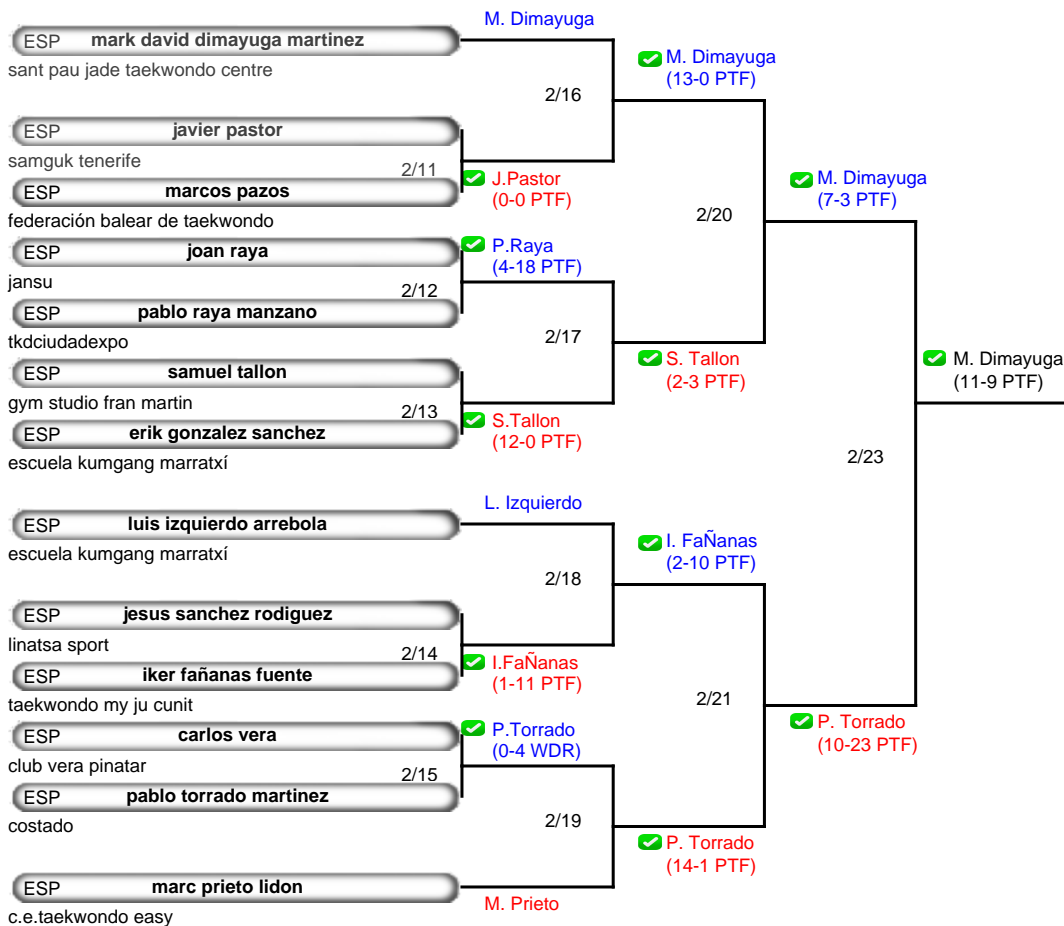 M. Dimayuga
ESP mark david dimayuga martinez
sant pau jade taekwondo centre
M. Dimayuga
(13-0 PTF)
2/16
ESP javier pastor
samguk tenerife
2/11
J.Pastor
(0-0 PTF)
ESP marcos pazos
federación balear de taekwondo
M. Dimayuga
(7-3 PTF)
2/20
ESP joan raya
jansu
P.Raya
(4-18 PTF)
2/12
ESP pablo raya manzano
tkdciudadexpo
2/17
S. Tallon
(2-3 PTF)
ESP samuel tallon
gym studio fran martin
2/13
S.Tallon
(12-0 PTF)
ESP erik gonzalez sanchez
escuela kumgang marratxí
M. Dimayuga
(11-9 PTF)
2/23
L. Izquierdo
ESP luis izquierdo arrebola
escuela kumgang marratxí
I. FaÑanas
(2-10 PTF)
2/18
ESP jesus sanchez rodiguez
linatsa sport
2/14
I.FaÑanas
(1-11 PTF)
ESP iker fañanas fuente
taekwondo my ju cunit
2/21
P. Torrado
(10-23 PTF)
ESP carlos vera
club vera pinatar
P.Torrado
(0-4 WDR)
2/15
ESP pablo torrado martinez
costado
2/19
P. Torrado
(14-1 PTF)
ESP marc prieto lidon
c.e.taekwondo easy
M. Prieto